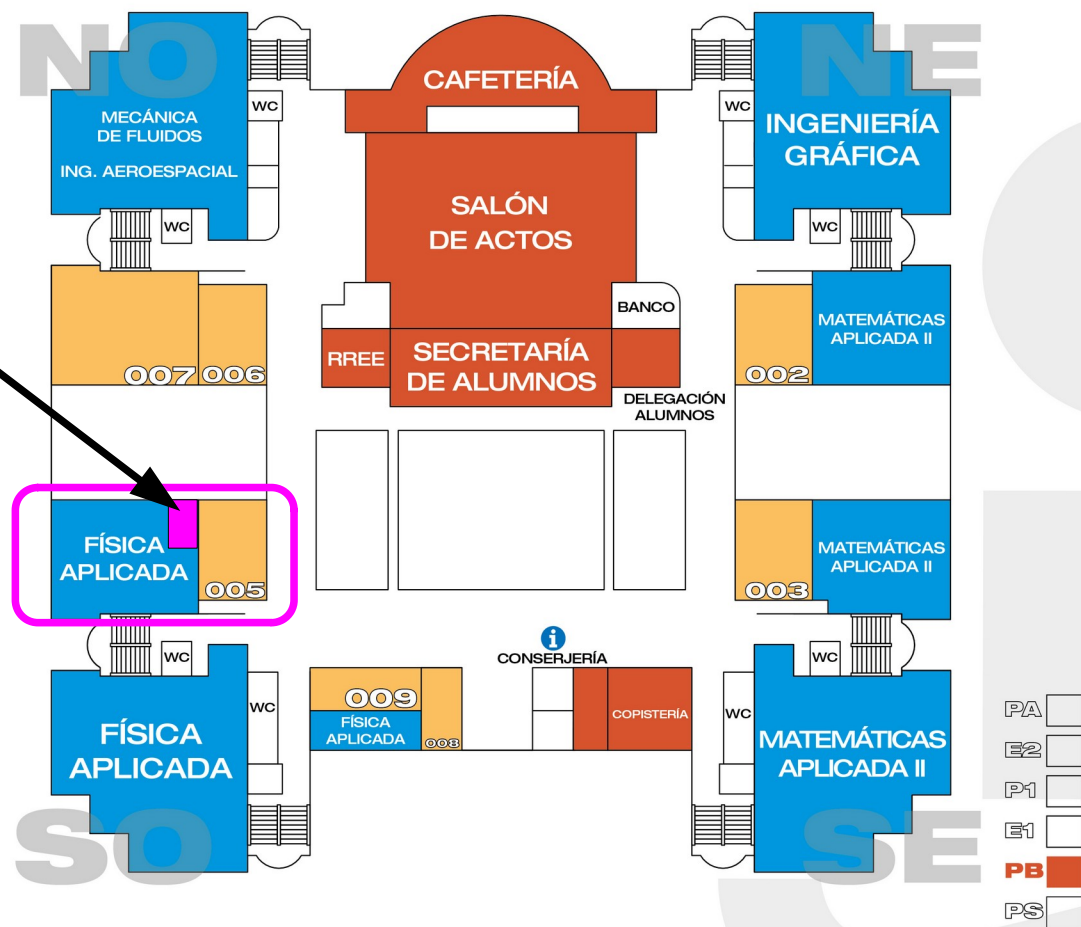 NO
NE
CAFETERÍA
WC
WC
MECÁNICA
DE FLUIDOS
ING. AEROESPACIAL
INGENIERÍA
GRÁFICA
SALÓN
DE ACTOS
WC
WC
BANCO
MATEMÁTICAS
APLICADA II
RREE
SECRETARÍA
DE ALUMNOS
007
006
002
DELEGACIÓN
ALUMNOS
FÍSICA
APLICADA
005
003
MATEMÁTICAS
APLICADA II
i
CONSERJERÍA
WC
WC
009
FÍSICA
APLICADA
008
COPISTERÍA
WC
WC
FÍSICA
APLICADA
MATEMÁTICAS
APLICADA II
SO
SE
PA
E2
P1
E1
PB
PS